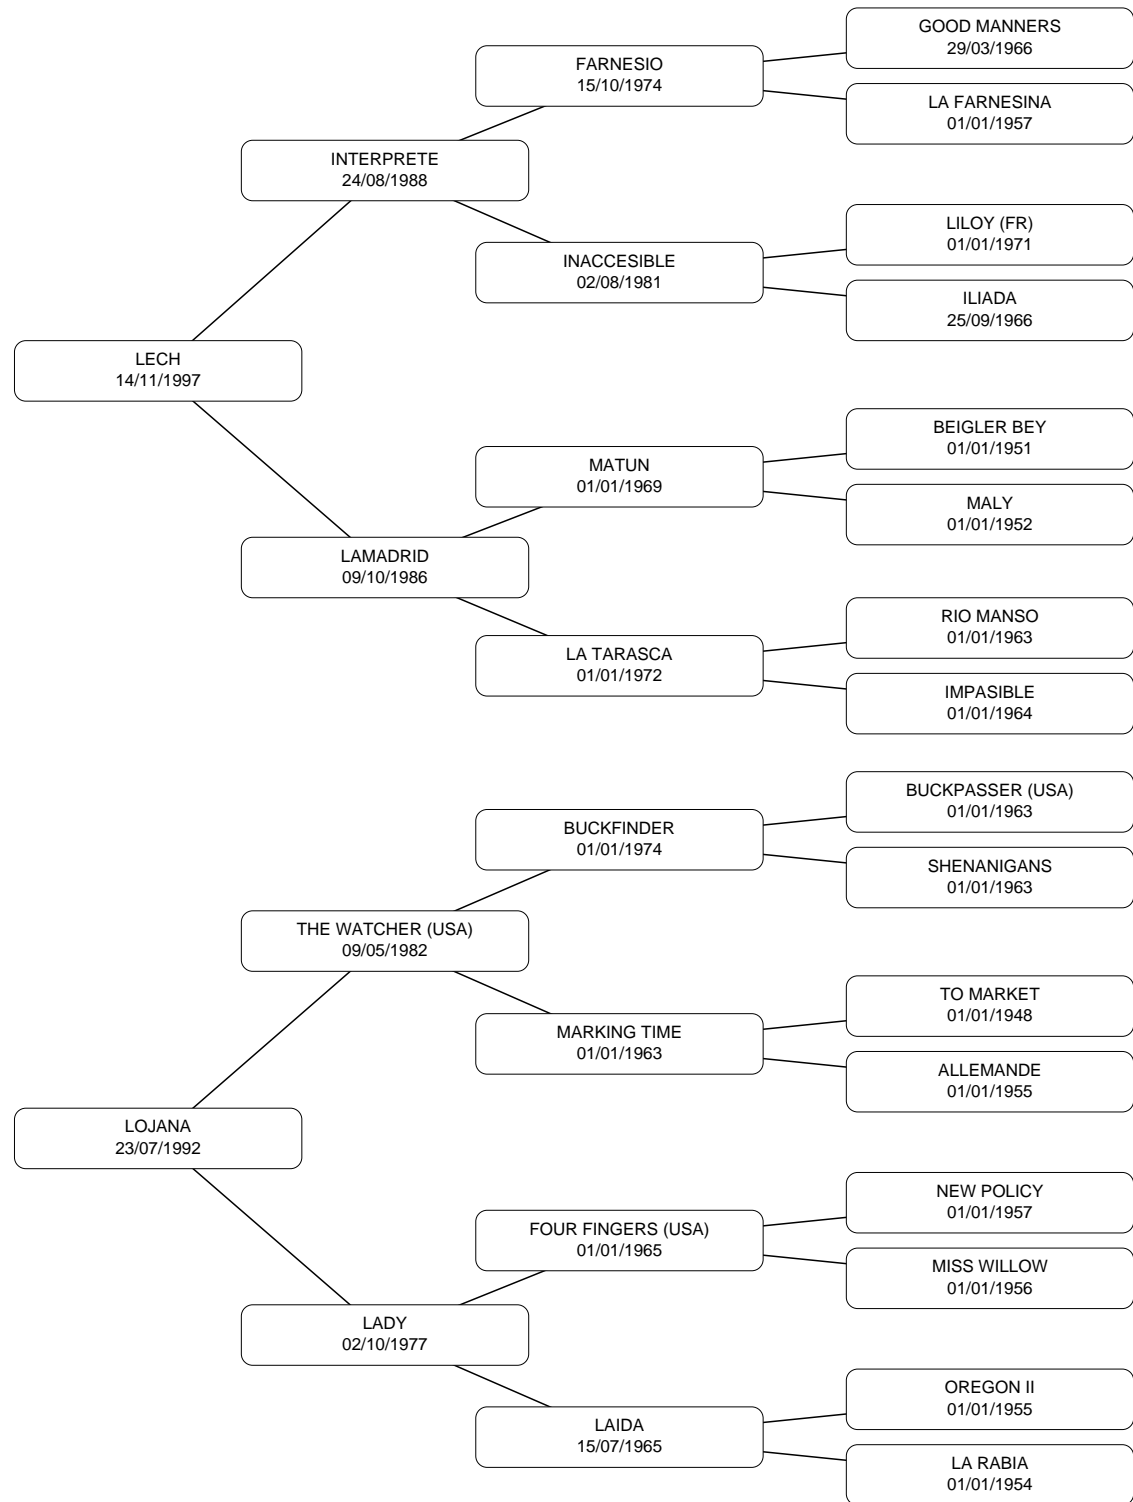 GOOD MANNERS
29/03/1966
FARNESIO
15/10/1974
LA FARNESINA
01/01/1957
INTERPRETE
24/08/1988
LILOY (FR)
01/01/1971
INACCESIBLE
02/08/1981
ILIADA
25/09/1966
LECH
14/11/1997
BEIGLER BEY
01/01/1951
MATUN
01/01/1969
MALY
01/01/1952
LAMADRID
09/10/1986
RIO MANSO
01/01/1963
LA TARASCA
01/01/1972
IMPASIBLE
01/01/1964
BUCKPASSER (USA)
01/01/1963
BUCKFINDER
01/01/1974
SHENANIGANS
01/01/1963
THE WATCHER (USA)
09/05/1982
TO MARKET
01/01/1948
MARKING TIME
01/01/1963
ALLEMANDE
01/01/1955
LOJANA
23/07/1992
NEW POLICY
01/01/1957
FOUR FINGERS (USA)
01/01/1965
MISS WILLOW
01/01/1956
LADY
02/10/1977
OREGON II
01/01/1955
LAIDA
15/07/1965
LA RABIA
01/01/1954